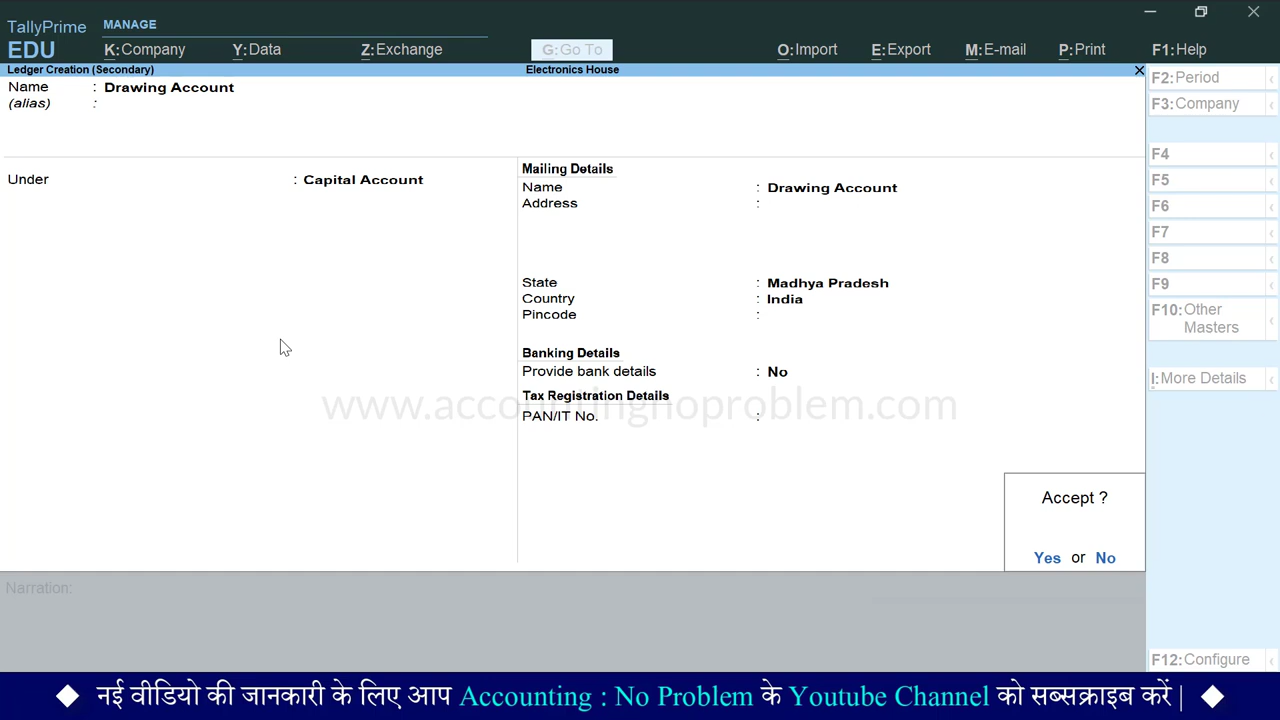 TallyPrime
EDU
MANAGE
K:Company Y:Data Z:Exchange G:Go To O:Import E:Export M:E-mail P:Print F1:Help
Ledger Creation (Secondary) Electronics House
Name : Drawing Account
(alias) :
Under : Capital Account
Mailing Details
Name : Drawing Account
Address :
State : Madhya Pradesh
Country : India
Pincode :
Banking Details
Provide bank details : No
Tax Registration Details
PAN/IT No. :
www.accountingnoproblem.com
Accept ?
Yes or No
Narration:
F2:Period
F3:Company
F4
F5
F6
F7
F8
F9
F10:Other
Masters
I:More Details
F12:Configure
नई वीडियो की जानकारी के लिए आप Accounting : No Problem के Youtube Channel को सब्सक्राइब करें |